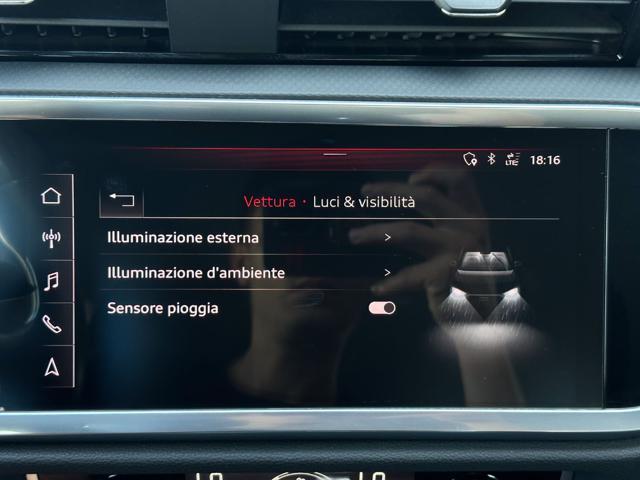 LTE 18:16
Vettura · Luci & visibilità
Illuminazione esterna >
Illuminazione d'ambiente >
Sensore pioggia